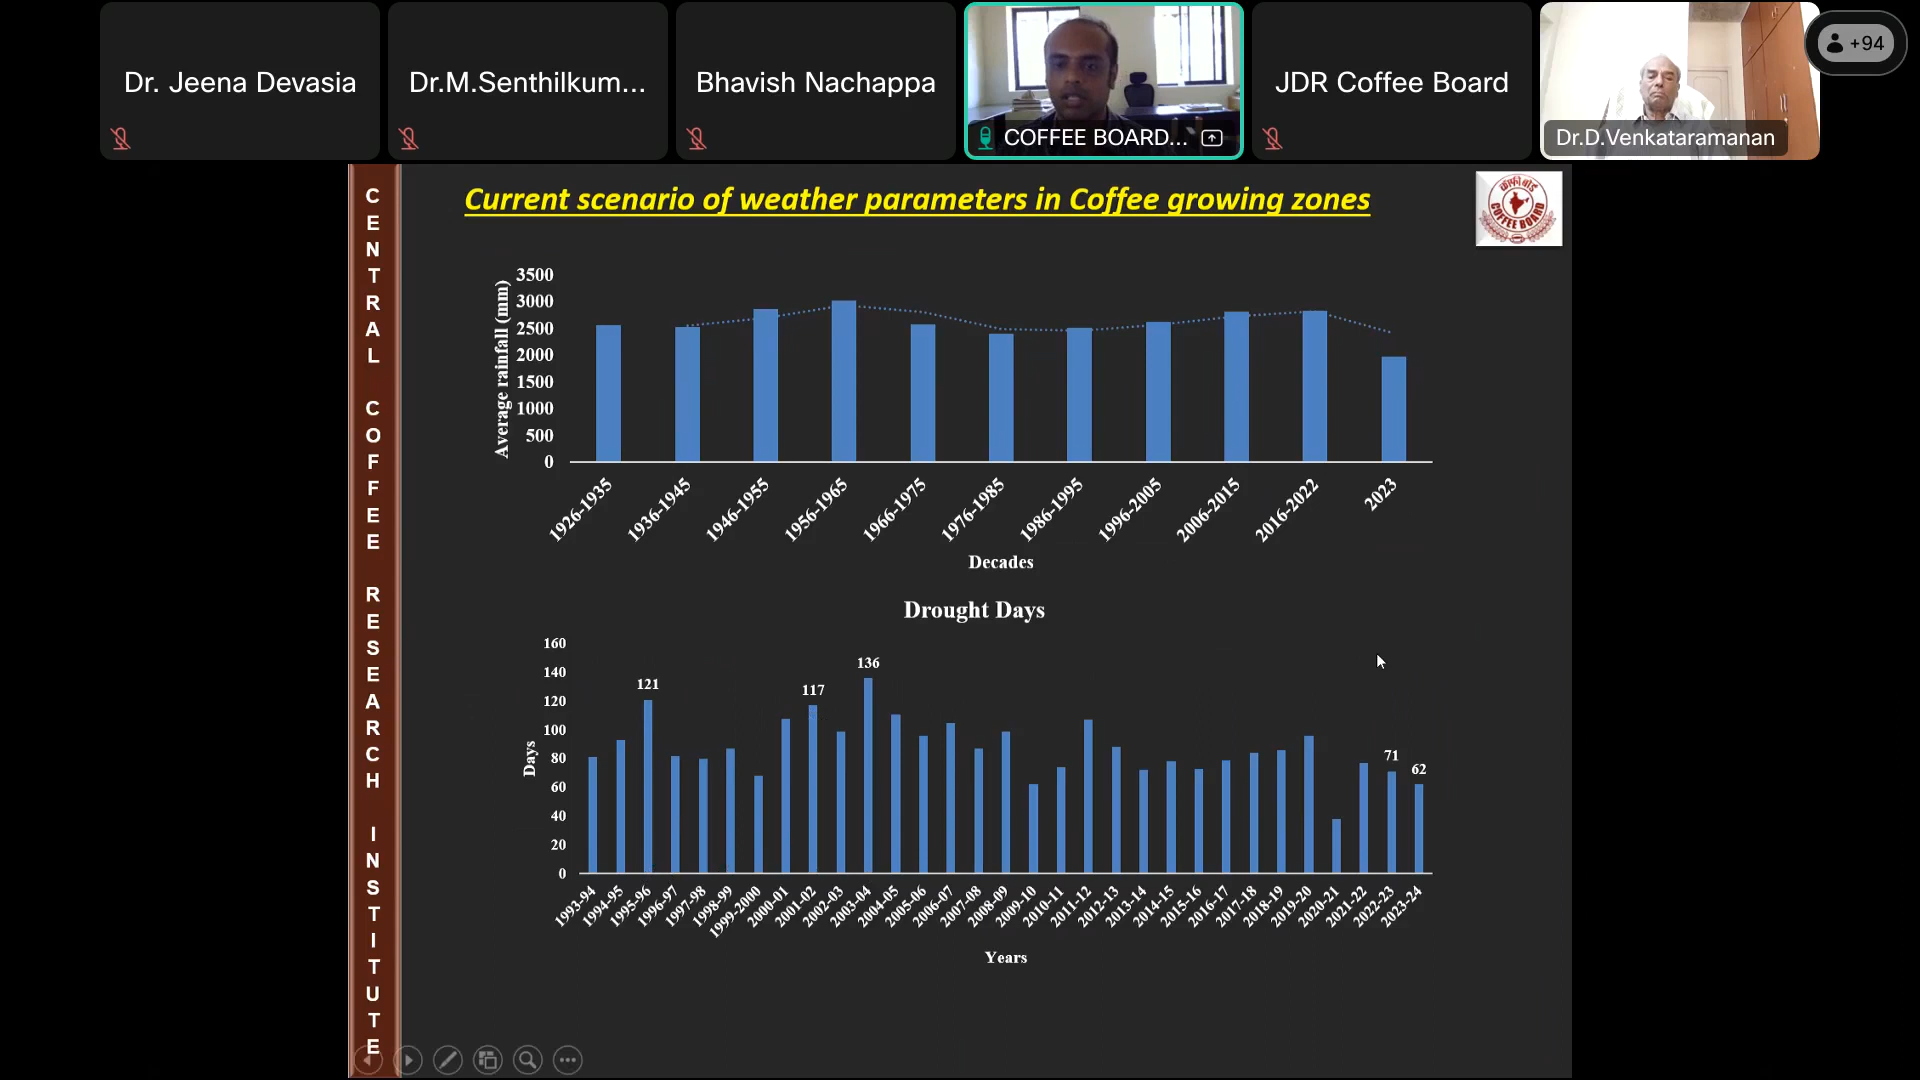 Dr. Jeena Devasia
Dr.M.Senthilkum...
Bhavish Nachappa
COFFEE BOARD...
JDR Coffee Board
Dr.D.Venkataramanan
+94
CENTRAL COFFEE RESEARCH INSTITUTE
Current scenario of weather parameters in Coffee growing zones
कॉफी बोर्ड
COFFEE BOARD
Average rainfall (mm)
3500
3000
2500
2000
1500
1000
500
0
1926-1935 1936-1945 1946-1955 1956-1965 1966-1975 1976-1985 1986-1995 1996-2005 2006-2015 2016-2022 2023
Decades
Drought Days
Days
160
140
120
100
80
60
40
20
0
121 117 136 71 62
1993-94 1994-95 1995-96 1996-97 1997-98 1998-99 1999-2000 2000-01 2001-02 2002-03 2003-04 2004-05 2005-06 2006-07 2007-08 2008-09 2009-10 2010-11 2011-12 2012-13 2013-14 2014-15 2015-16 2016-17 2017-18 2018-19 2019-20 2020-21 2021-22 2022-23 2023-24
Years